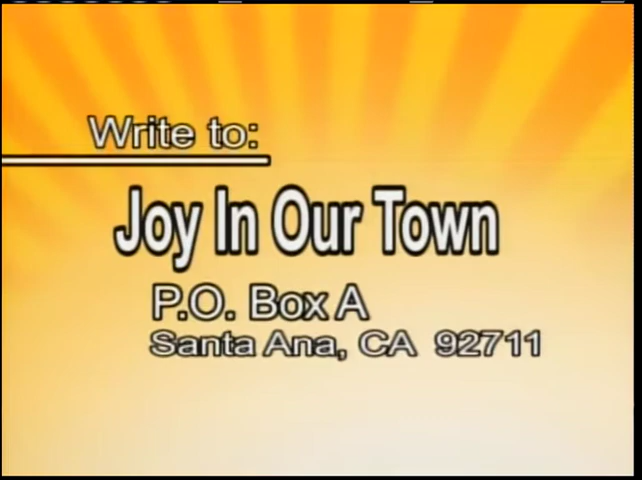 Write to:
Joy In Our Town
P.O. Box A
Santa Ana, CA 92711